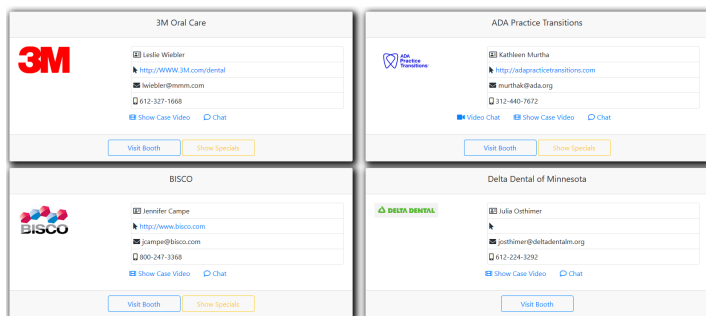 3M Oral Care
3M
Leslie Wiebler
http://WWW.3M.com/dental
lwiebler@mmm.com
612-327-1668
Show Case Video Chat
Visit Booth Show Specials
ADA Practice Transitions
ADA
Practice
Transitions
Kathleen Murtha
http://adapracticetransitions.com
murthak@ada.org
312-440-7672
Video Chat Show Case Video Chat
Visit Booth Show Specials
BISCO
BISCO
Jennifer Campe
http://www.bisco.com
jcampe@bisco.com
800-247-3368
Show Case Video Chat
Visit Booth Show Specials
Delta Dental of Minnesota
DELTA DENTAL
Julia Osthimer
josthimer@deltadentalm.org
612-224-3292
Show Case Video Chat
Visit Booth